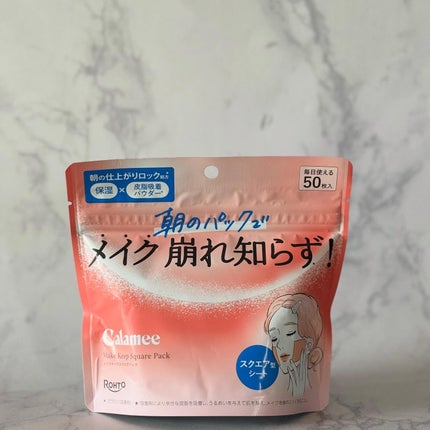 朝の仕上がりロック処方
保湿 × 皮脂吸着パウダー*
毎日使える
50枚入
朝のパックで
メイク崩れ知らず!
Calamee
Make Keep Square Pack
スクエア型
シート
ROHTO